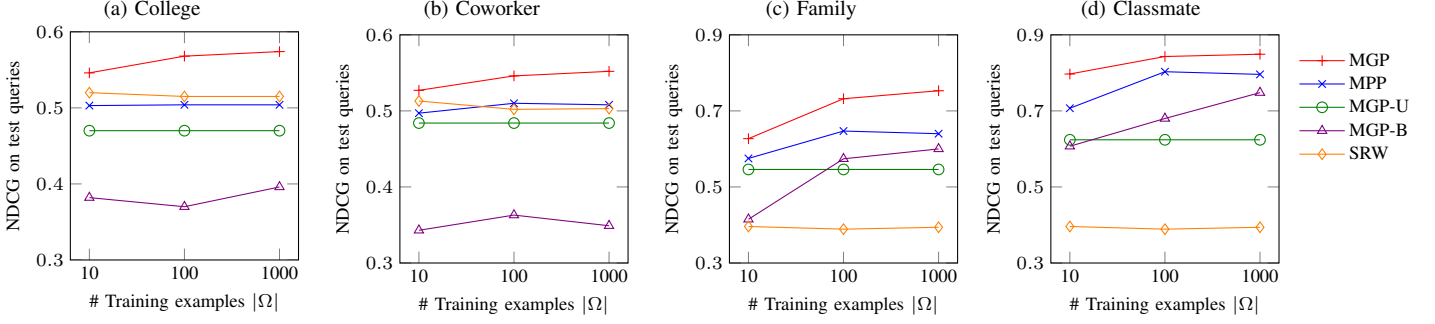 (a) College
0.6
0.5
0.4
0.3
10
100
1000
NDCG on test queries
# Training examples |Ω|
(b) Coworker
0.6
0.5
0.4
0.3
10
100
1000
NDCG on test queries
# Training examples |Ω|
(c) Family
0.9
0.7
0.5
0.3
10
100
1000
NDCG on test queries
# Training examples |Ω|
(d) Classmate
0.9
0.7
0.5
0.3
10
100
1000
NDCG on test queries
# Training examples |Ω|
MGP
MPP
MGP-U
MGP-B
SRW